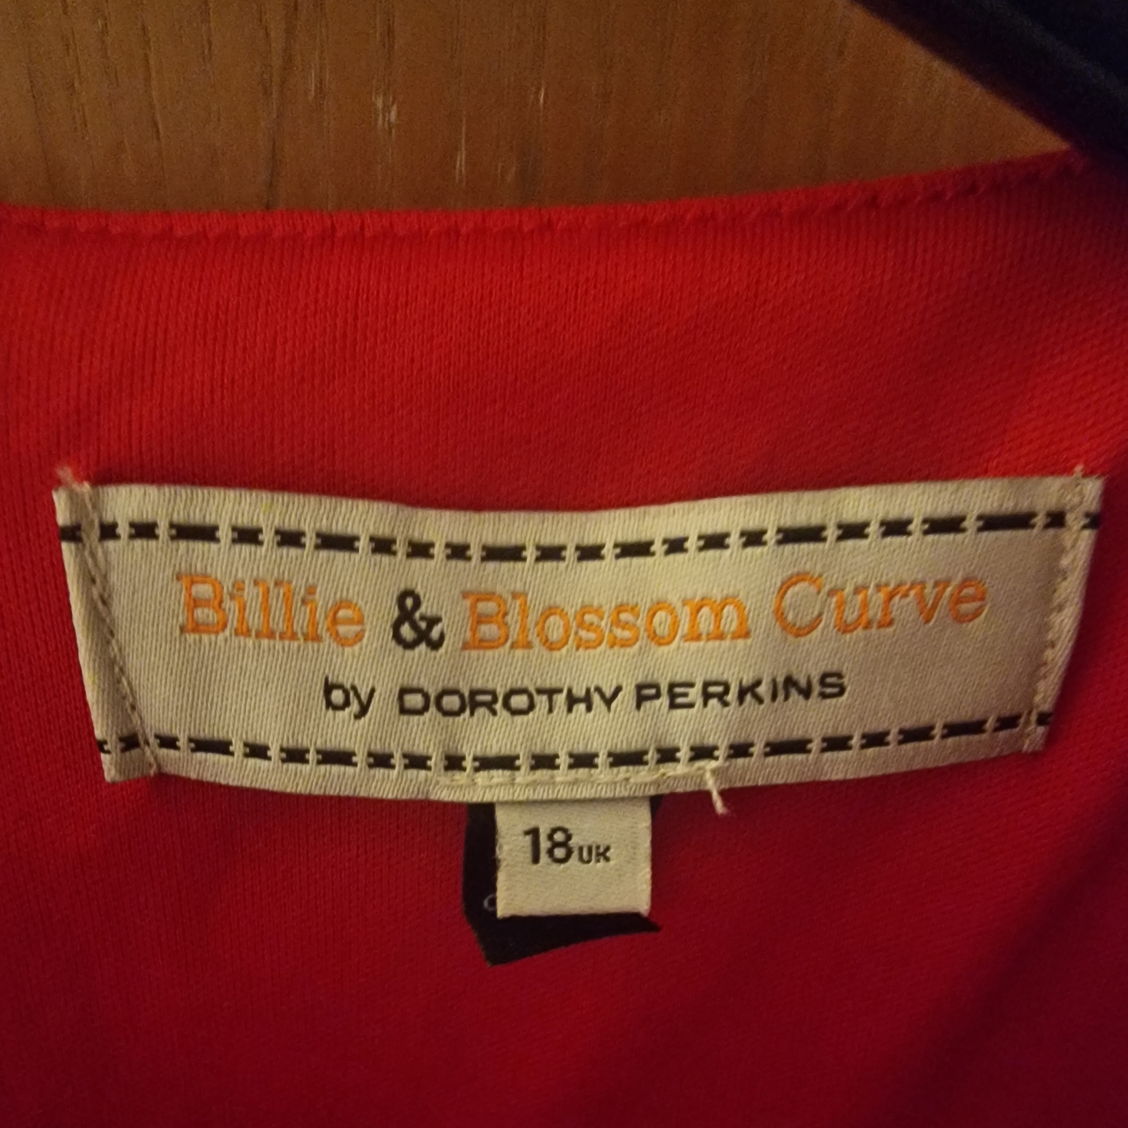 Billie & Blossom Curve
by DOROTHY PERKINS
18UK